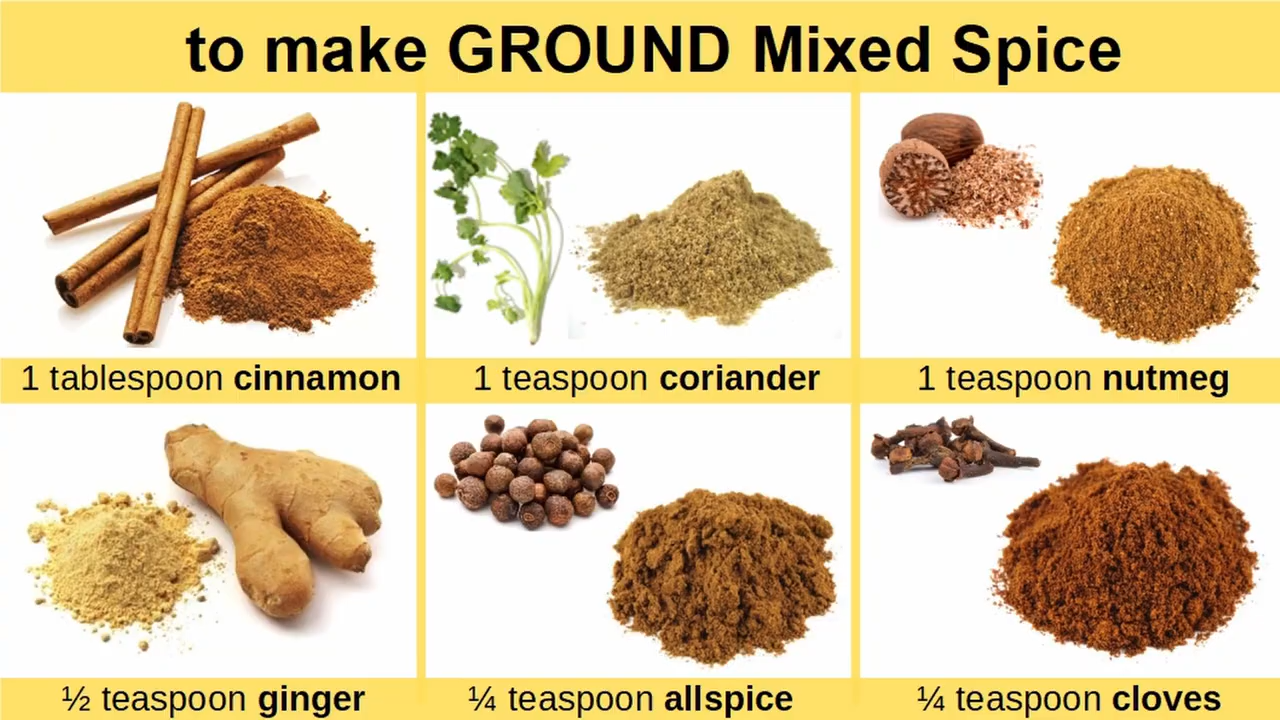 to make GROUND Mixed Spice
1 tablespoon cinnamon
1 teaspoon coriander
1 teaspoon nutmeg
½ teaspoon ginger
¼ teaspoon allspice
¼ teaspoon cloves